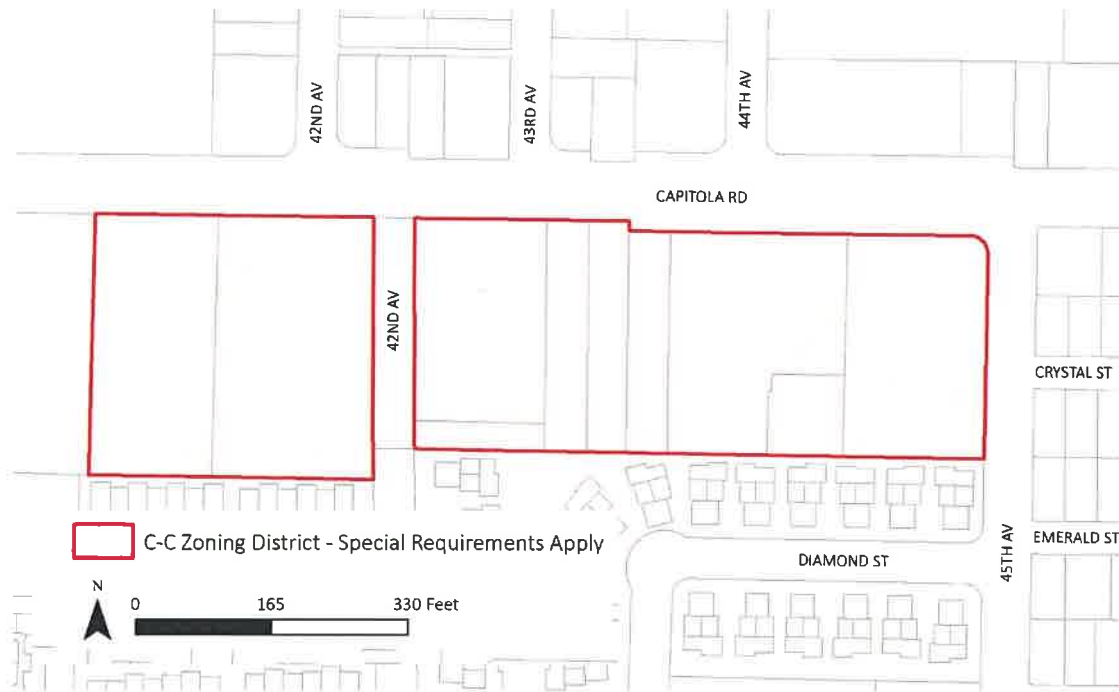 42ND AV
43RD AV
44TH AV
CAPITOLA RD
42ND AV
CRYSTAL ST
C-C Zoning District - Special Requirements Apply
DIAMOND ST
45TH AV
EMERALD ST
N
0 165 330 Feet